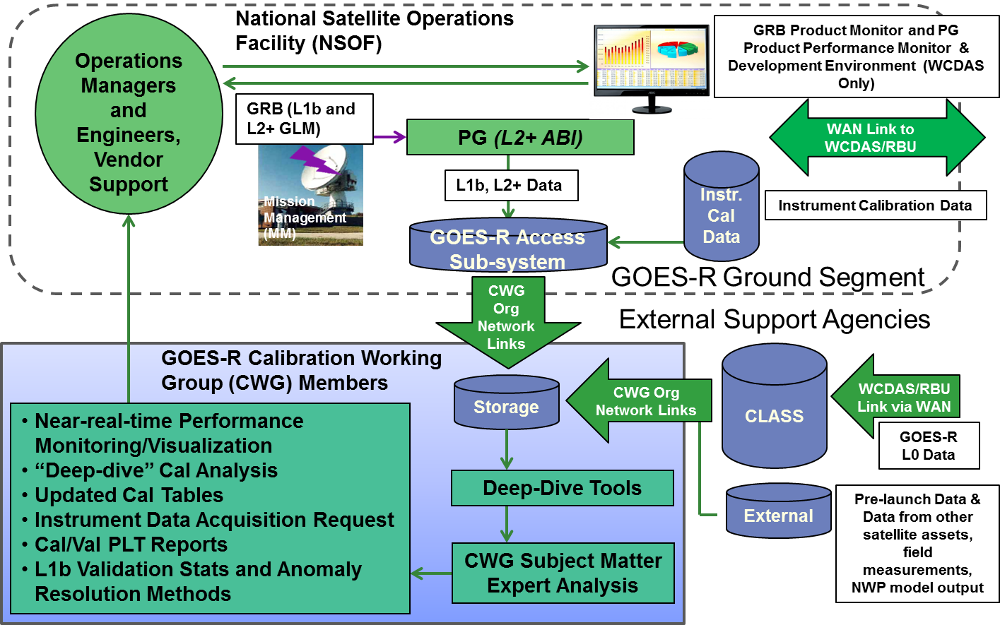 National Satellite Operations
Facility (NSOF)
Operations
Managers
and
Engineers,
Vendor
Support
GRB Product Monitor and PG
Product Performance Monitor &
Development Environment (WCDAS
Only)
GRB (L1b and
L2+ GLM)
PG (L2+ ABI)
WAN Link to
WCDAS/RBU
L1b, L2+ Data
Mission
Management
(MM)
Instr.
Cal
Data
Instrument Calibration Data
GOES-R Access
Sub-system
GOES-R Ground Segment
CWG
Org
Network
Links
External Support Agencies
GOES-R Calibration Working
Group (CWG) Members
Storage
CWG Org
Network Links
CLASS
WCDAS/RBU
Link via WAN
GOES-R
L0 Data
• Near-real-time Performance
Monitoring/Visualization
• “Deep-dive” Cal Analysis
• Updated Cal Tables
• Instrument Data Acquisition Request
• Cal/Val PLT Reports
• L1b Validation Stats and Anomaly
Resolution Methods
Deep-Dive Tools
External
Pre-launch Data &
Data from other
satellite assets,
field
measurements,
NWP model output
CWG Subject Matter
Expert Analysis